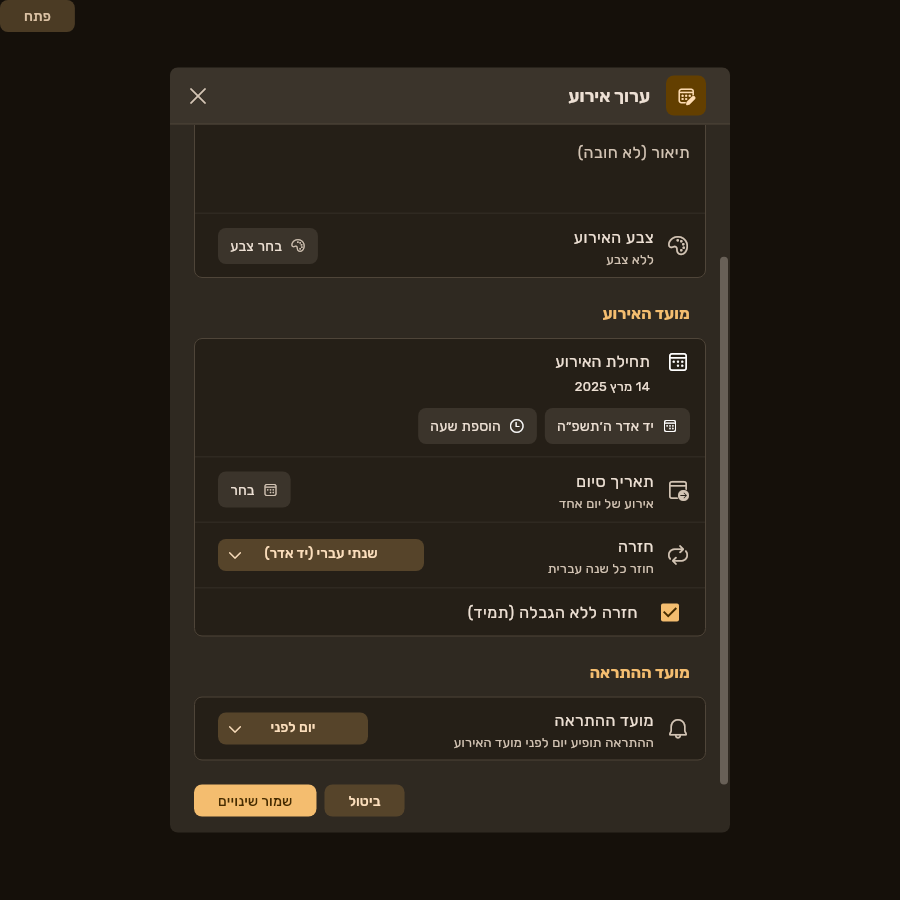 פתח
ערוך אירוע
תיאור (לא חובה)
צבע האירוע
ללא צבע
בחר צבע
מועד האירוע
תחילת האירוע
14 מרץ 2025
יד אדר ה׳תשפ״ה
הוספת שעה
תאריך סיום
אירוע של יום אחד
בחר
חזרה
חוזר כל שנה עברית
שנתי עברי (יד אדר)
חזרה ללא הגבלה (תמיד)
מועד ההתראה
מועד ההתראה
ההתראה תופיע יום לפני מועד האירוע
יום לפני
ביטול
שמור שינויים